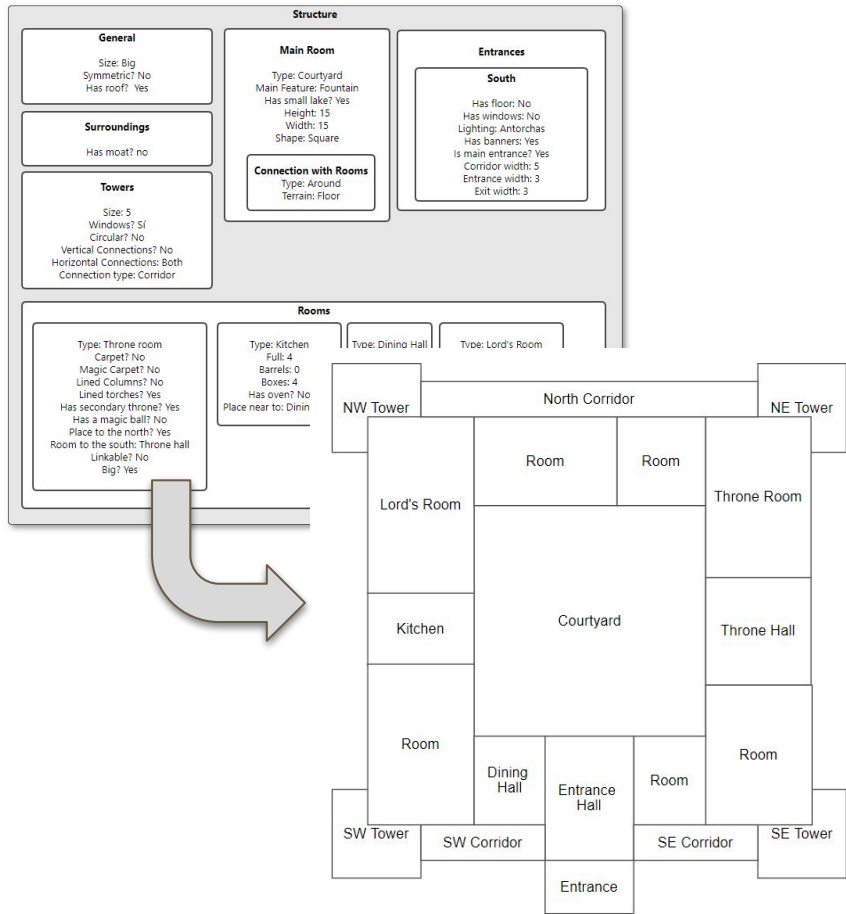 Structure
General
Size: Big
Symmetric? No
Has roof?  Yes
Surroundings
Has moat? no
Towers
Size: 5
Windows? Sí
Circular? No
Vertical Connections? No
Horizontal Connections: Both
Connection type: Corridor
Main Room
Type: Courtyard
Main Feature: Fountain
Has small lake? Yes
Height: 15
Width: 15
Shape: Square
Connection with Rooms
Type: Around
Terrain: Floor
Entrances
South
Has floor: No
Has windows: No
Lighting: Antorchas
Has banners: Yes
Is main entrance? Yes
Corridor width: 5
Entrance width: 3
Exit width: 3
Rooms
Type: Throne room
Carpet? No
Magic Carpet? No
Lined Columns? No
Lined torches? Yes
Has secondary throne? Yes
Has a magic ball? No
Place to the north? Yes
Room to the south: Throne hall
Linkable? No
Big? Yes
Type: Kitchen
Full: 4
Barrels: 0
Boxes: 4
Has oven? No
Place near to: Dinin
Type: Dining Hall
Type: Lord's Room
NW Tower
North Corridor
NE Tower
Room
Room
Lord's Room
Throne Room
Kitchen
Courtyard
Throne Hall
Room
Dining
Hall
Entrance
Hall
Room
Room
SW Tower
SW Corridor
SE Corridor
SE Tower
Entrance